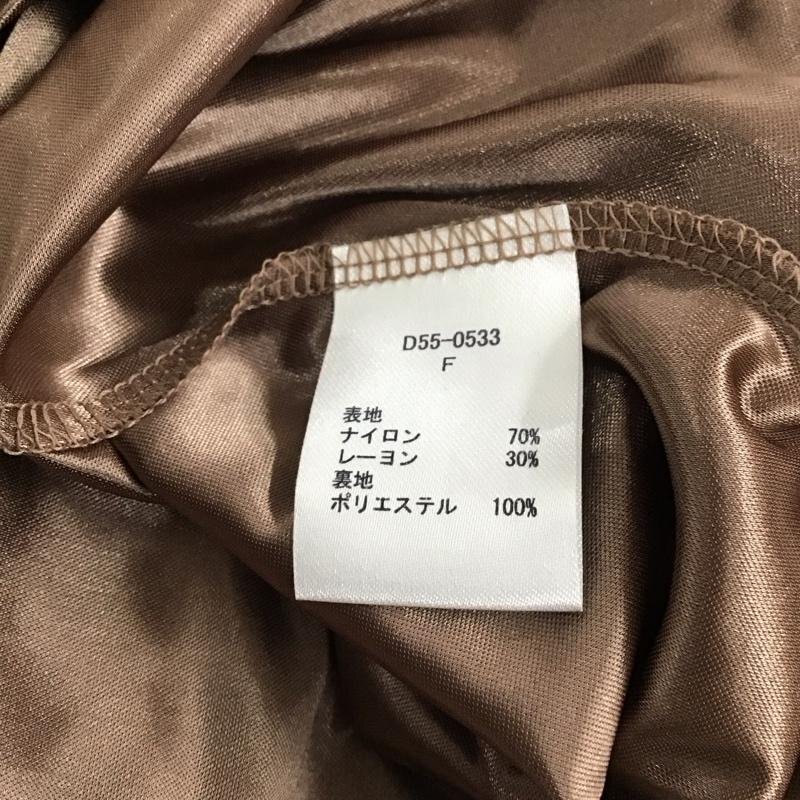 D55-0533
F
表地
ナイロン 70%
レーヨン 30%
裏地
ポリエステル 100%